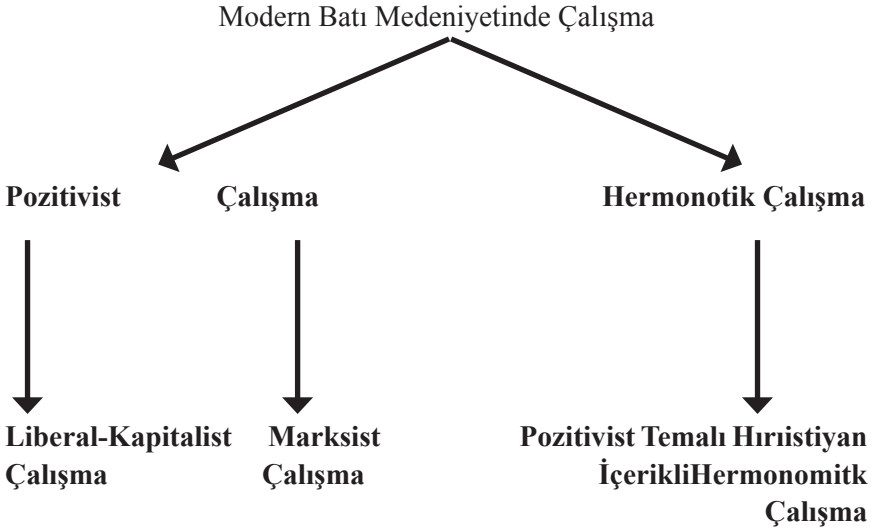 Modern Batı Medeniyetinde Çalışma
Pozitivist Çalışma Hermonotik Çalışma
Liberal-Kapitalist
Çalışma
Marksist
Çalışma
Pozitivist Temalı Hırıistiyan
İçerikliHermonomitk
Çalışma